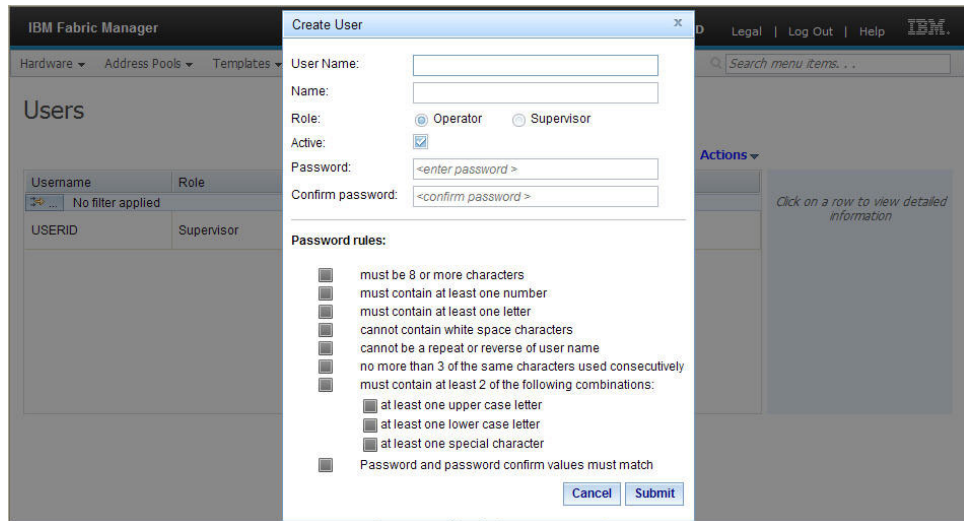 IBM Fabric Manager
D Legal | Log Out | Help IBM.
Hardware Address Pools Templates
Search menu items. . .
Users
Actions
Username Role
... No filter applied
USERID Supervisor
Click on a row to view detailed
information
Create User x
User Name:
Name:
Role: Operator Supervisor
Active:
Password: <enter password >
Confirm password: <confirm password >
Password rules:
must be 8 or more characters
must contain at least one number
must contain at least one letter
cannot contain white space characters
cannot be a repeat or reverse of user name
no more than 3 of the same characters used consecutively
must contain at least 2 of the following combinations:
at least one upper case letter
at least one lower case letter
at least one special character
Password and password confirm values must match
Cancel Submit